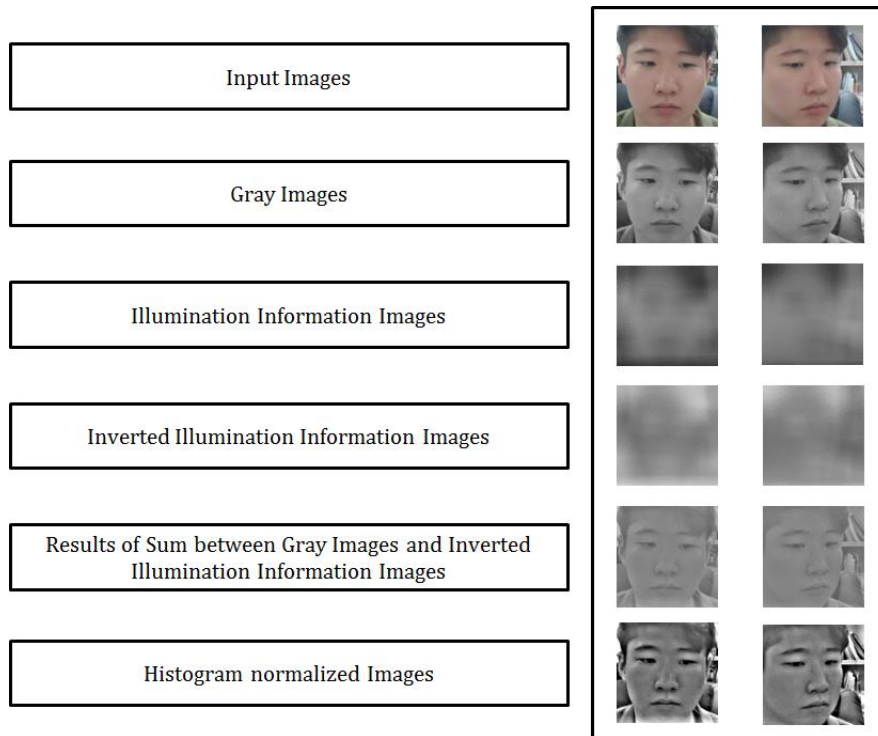 Input Images
Gray Images
Illumination Information Images
Inverted Illumination Information Images
Results of Sum between Gray Images and Inverted
Illumination Information Images
Histogram normalized Images